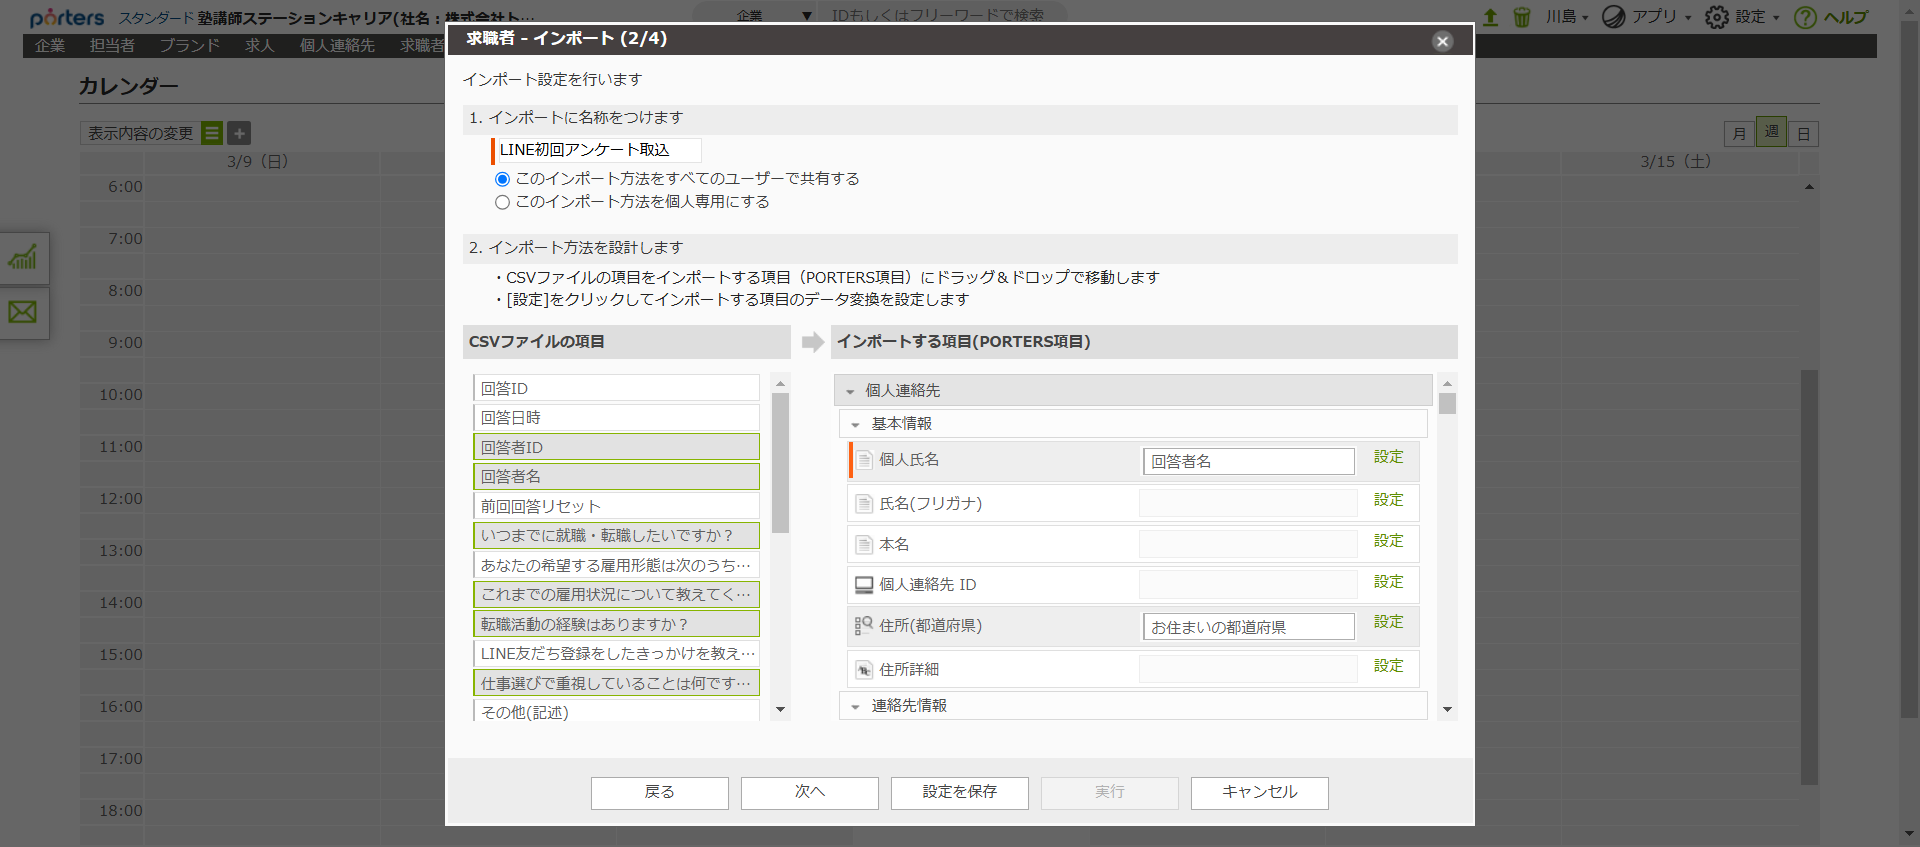 porters スタンダード 塾講師ステーションキャリア(社名：株式会社ト… 企業 ▼ IDもしくはフリーワードで検索 川島 アプリ 設定 ヘルプ
企業 担当者 ブランド 求人 個人連絡先 求職者
カレンダー
表示内容の変更
月 週 日
3/9（日） 3/15（土）
6:00
7:00
8:00
9:00
10:00
11:00
12:00
13:00
14:00
15:00
16:00
17:00
18:00
求職者 - インポート (2/4)
インポート設定を行います
1. インポートに名称をつけます
LINE初回アンケート取込
このインポート方法をすべてのユーザーで共有する
このインポート方法を個人専用にする
2. インポート方法を設計します
・CSVファイルの項目をインポートする項目（PORTERS項目）にドラッグ＆ドロップで移動します
・[設定]をクリックしてインポートする項目のデータ変換を設定します
CSVファイルの項目
回答ID
回答日時
回答者ID
回答者名
前回回答リセット
いつまでに就職・転職したいですか？
あなたの希望する雇用形態は次のうち…
これまでの雇用状況について教えてく…
転職活動の経験はありますか？
LINE友だち登録をしたきっかけを教え…
仕事選びで重視していることは何です…
その他(記述)
インポートする項目(PORTERS項目)
個人連絡先
基本情報
個人氏名 回答者名 設定
氏名(フリガナ) 設定
本名 設定
個人連絡先 ID 設定
住所(都道府県) お住まいの都道府県 設定
住所詳細 設定
連絡先情報
戻る 次へ 設定を保存 実行 キャンセル